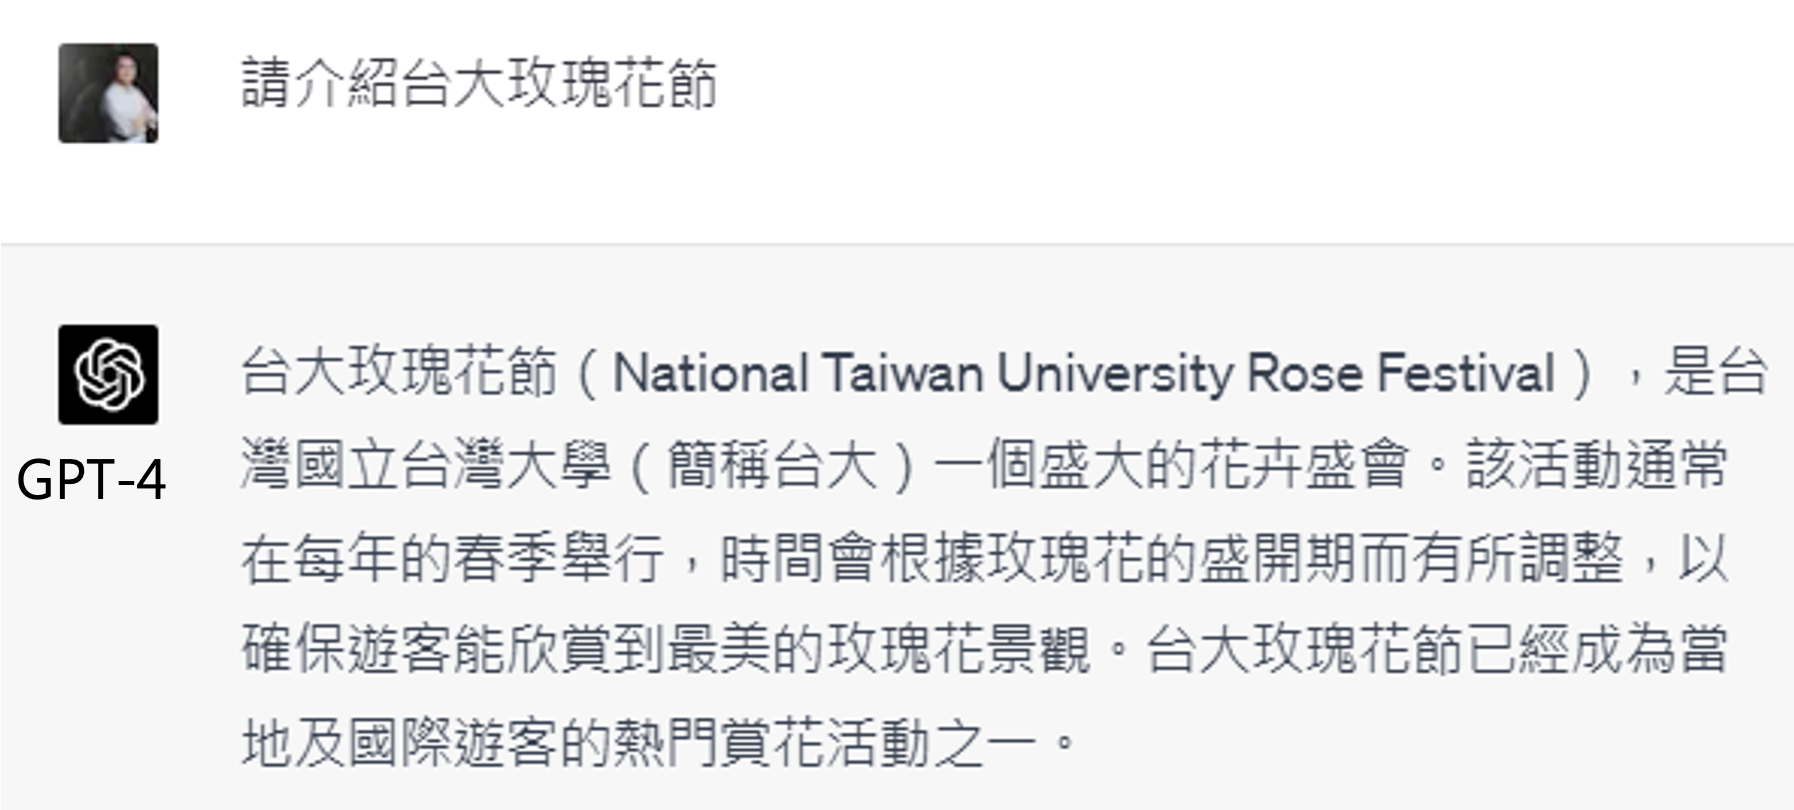 請介紹台大玫瑰花節
台大玫瑰花節（National Taiwan University Rose Festival），是台
GPT-4
灣國立台灣大學（簡稱台大）一個盛大的花卉盛會。該活動通常
在每年的春季舉行，時間會根據玫瑰花的盛開期而有所調整，以
確保遊客能欣賞到最美的玫瑰花景觀。台大玫瑰花節已經成為當
地及國際遊客的熱門賞花活動之一。